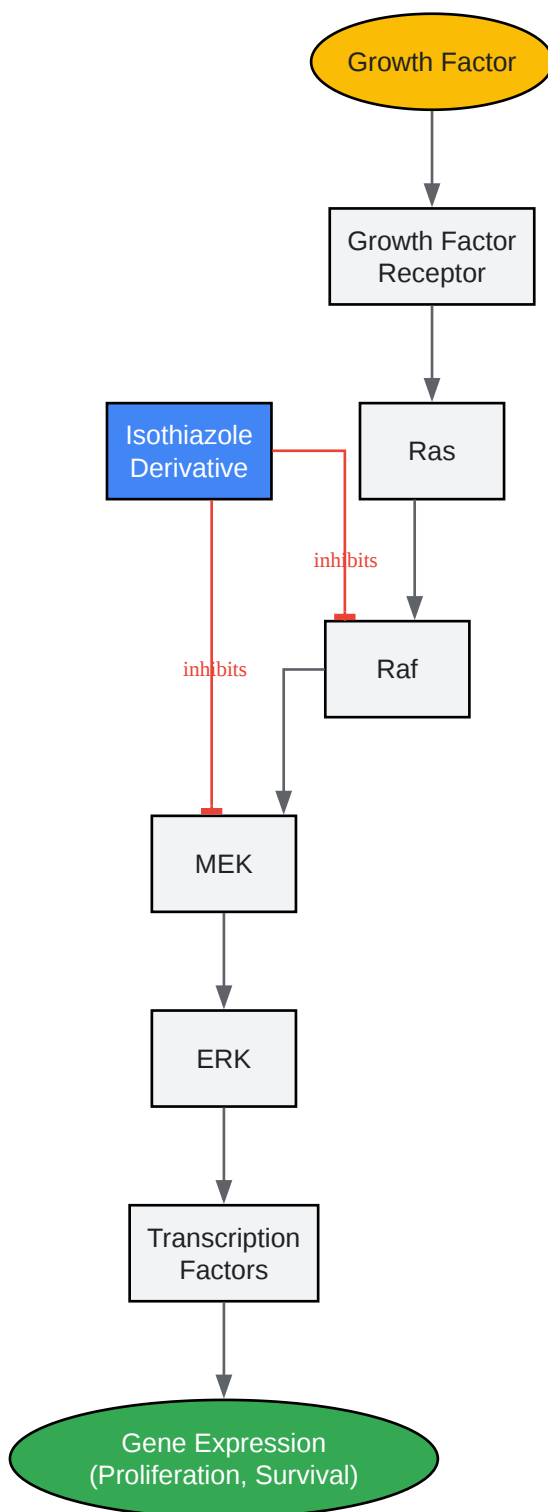 Growth Factor
Growth Factor
Receptor
Isothiazole
Derivative
Ras
inhibits
Raf
inhibits
MEK
ERK
Transcription
Factors
Gene Expression
(Proliferation, Survival)